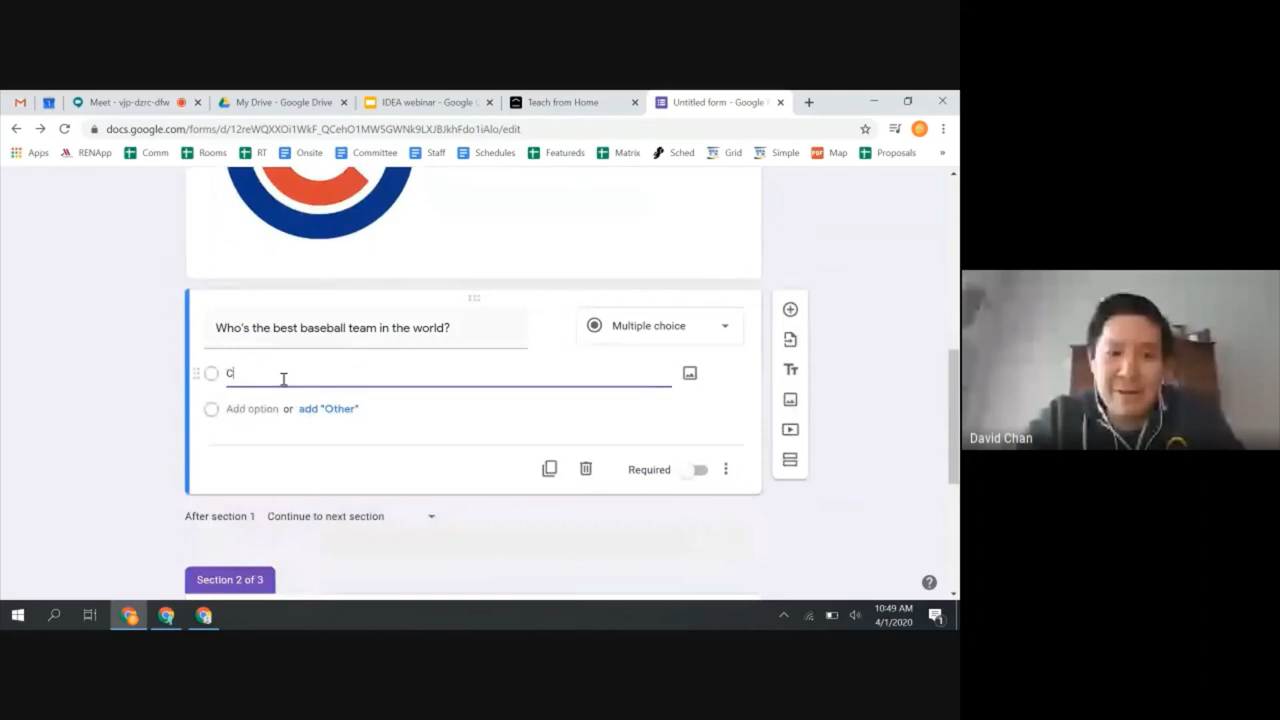 Meet - vjp-dzrc-dfw
My Drive - Google Drive
IDEA webinar - Google
Teach from Home
Untitled form - Google
docs.google.com/forms/d/12reWQXXOi1WkF_QCehO1MW5GWNk9LXJBJkhFdo1iAlo/edit
Apps RENApp Comm Rooms RT Onsite Committee Staff Schedules Featureds Matrix Sched Grid Simple PDF Map Proposals »
Who's the best baseball team in the world?
Multiple choice
C
Add option or add "Other"
Required
After section 1 Continue to next section
Section 2 of 3
David Chan
10:49 AM
4/1/2020